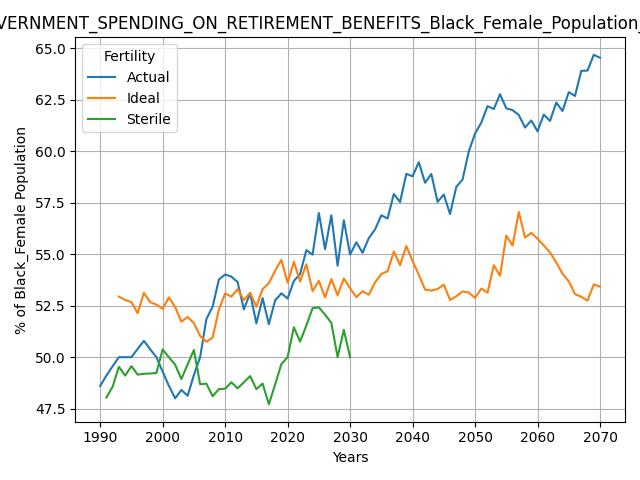 VERNMENT_SPENDING_ON_RETIREMENT_BENEFITS_Black_Female_Population_
65.0
62.5
60.0
57.5
55.0
52.5
50.0
47.5
% of Black_Female Population
Fertility
Actual
Ideal
Sterile
1990 2000 2010 2020 2030 2040 2050 2060 2070
Years